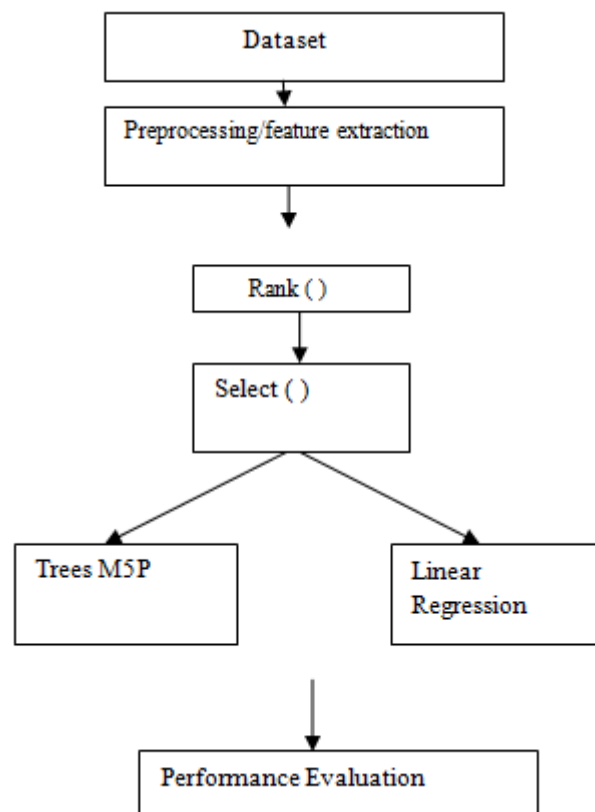 Dataset
Preprocessing/feature extraction
Rank ( )
Select ( )
Trees M5P
Linear
Regression
Performance Evaluation